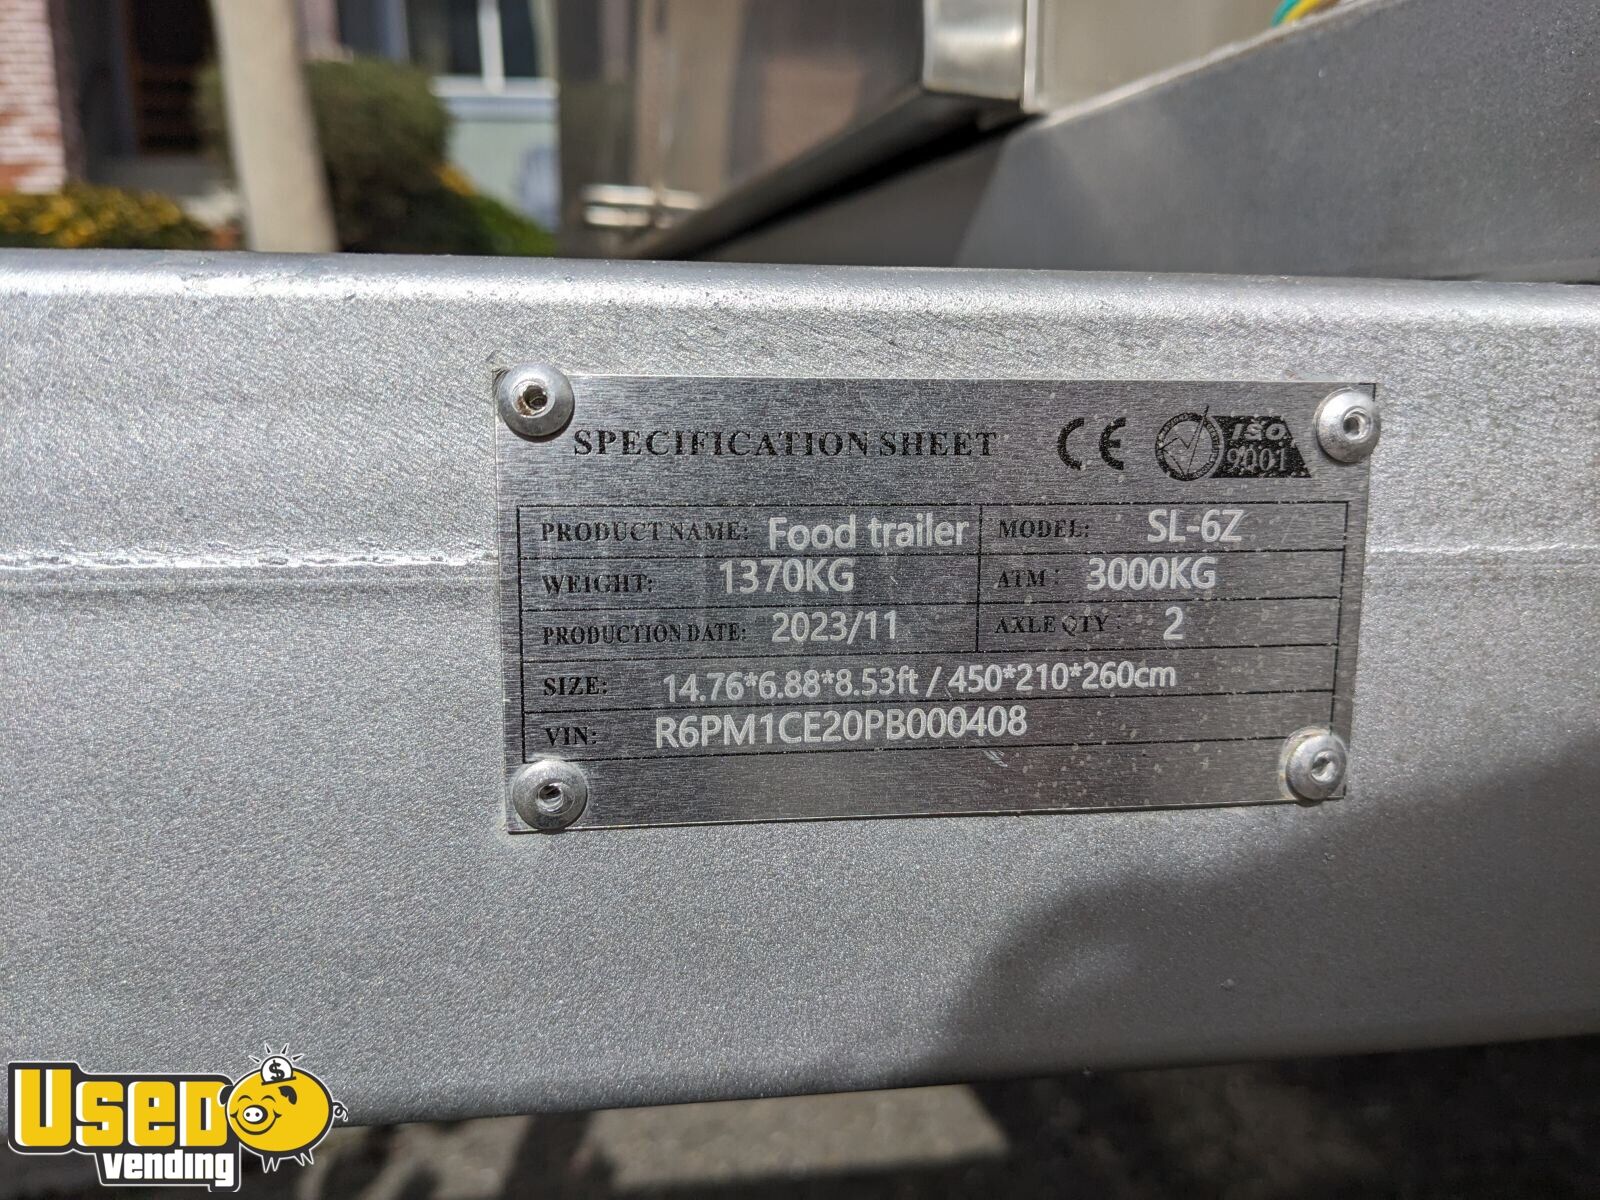 SPECIFICATION SHEET CE ISO 9001
PRODUCT NAME: Food trailer MODEL: SL-6Z
WEIGHT: 1370KG ATM: 3000KG
PRODUCTION DATE: 2023/11 AXLE QTY: 2
SIZE: 14.76*6.88*8.53ft / 450*210*260cm
VIN: R6PM1CE20PB000408
$
USED
vending